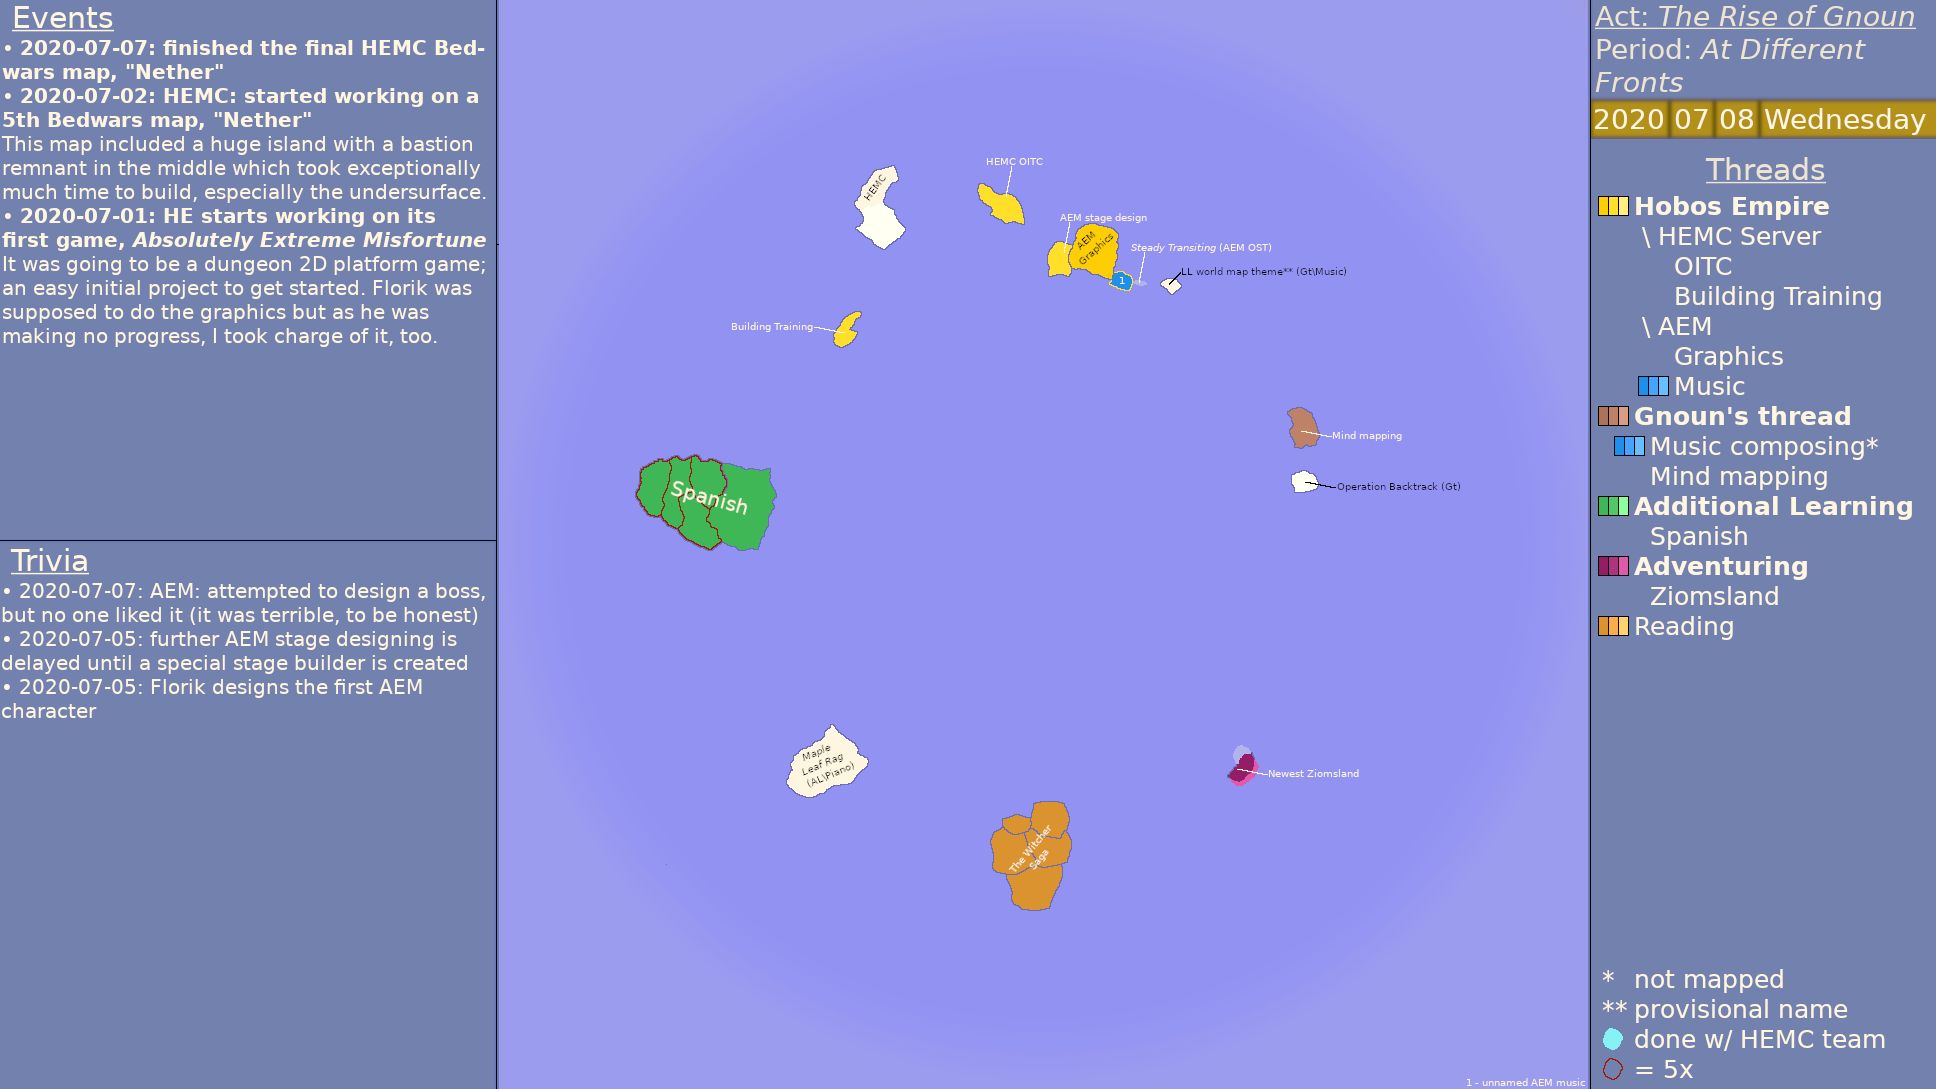 Events
• 2020-07-07: finished the final HEMC Bed-
wars map, "Nether"
• 2020-07-02: HEMC: started working on a
5th Bedwars map, "Nether"
This map included a huge island with a bastion
remnant in the middle which took exceptionally
much time to build, especially the undersurface.
• 2020-07-01: HE starts working on its
first game, Absolutely Extreme Misfortune
It was going to be a dungeon 2D platform game;
an easy initial project to get started. Florik was
supposed to do the graphics but as he was
making no progress, I took charge of it, too.
Trivia
• 2020-07-07: AEM: attempted to design a boss,
but no one liked it (it was terrible, to be honest)
• 2020-07-05: further AEM stage designing is
delayed until a special stage builder is created
• 2020-07-05: Florik designs the first AEM
character
HEMC
HEMC OITC
AEM stage design
AEM
Graphics
Steady Transiting (AEM OST)
LL world map theme** (Gt\Music)
1
Building Training
Mind mapping
Operation Backtrack (Gt)
Spanish
Maple
Leaf Rag
(AL\Piano)
Newest Ziomsland
The Witcher
Saga
1 - unnamed AEM music
Act: The Rise of Gnoun
Period: At Different
Fronts
2020 07 08 Wednesday
Threads
Hobos Empire
\ HEMC Server
OITC
Building Training
\ AEM
Graphics
Music
Gnoun's thread
Music composing*
Mind mapping
Additional Learning
Spanish
Adventuring
Ziomsland
Reading
* not mapped
** provisional name
done w/ HEMC team
= 5x